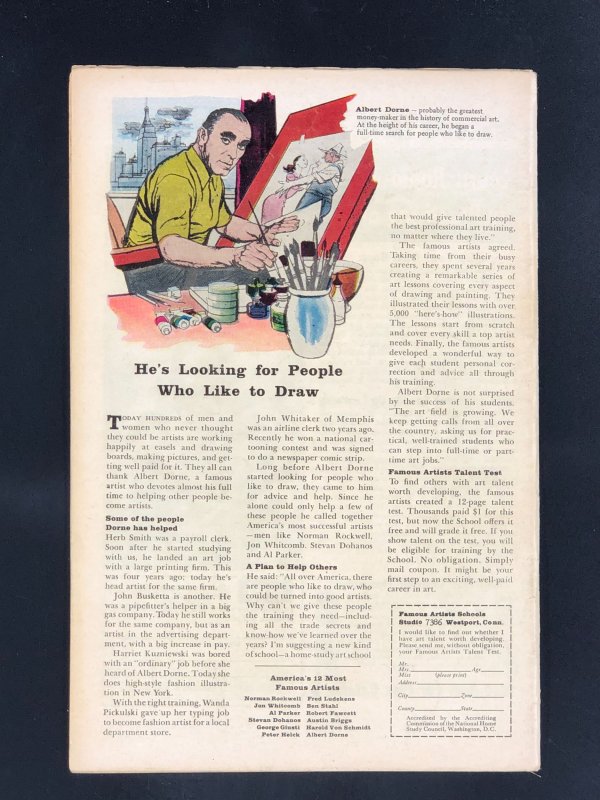 Albert Dorne — probably the greatest
money-maker in the history of commercial art.
At the height of his career, he began a
full-time search for people who like to draw.
He's Looking for People
Who Like to Draw
TODAY HUNDREDS of men and
women who never thought
they could be artists are working
happily at easels and drawing
boards, making pictures, and get-
ting well paid for it. They all can
thank Albert Dorne, a famous
artist who devotes almost his full
time to helping other people be-
come artists.
Some of the people
Dorne has helped
Herb Smith was a payroll clerk.
Soon after he started studying
with us, he landed an art job
with a large printing firm. This
was four years ago; today he's
head artist for the same firm.
John Busketta is another. He
was a pipefitter's helper in a big
gas company. Today he still works
for the same company, but as an
artist in the advertising depart-
ment, with a big increase in pay.
Harriet Kuzniewski was bored
with an "ordinary" job before she
heard of Albert Dorne. Today she
does high-style fashion illustra-
tion in New York.
With the right training, Wanda
Pickulski gave up her typing job
to become fashion artist for a local
department store.
John Whitaker of Memphis
was an airline clerk two years ago.
Recently he won a national car-
tooning contest and was signed
to do a newspaper comic strip.
Long before Albert Dorne
started looking for people who
like to draw, they came to him
for advice and help. Since he
alone could only help a few of
these people he called together
America's most successful artists
—men like Norman Rockwell,
Jon Whitcomb, Stevan Dohanos
and Al Parker.
A Plan to Help Others
He said: "All over America, there
are people who like to draw, who
could be turned into good artists.
Why can't we give these people
the training they need—includ-
ing all the trade secrets and
know-how we've learned over the
years? I'm suggesting a new kind
of school—a home-study art school
America's 12 Most
Famous Artists
Norman Rockwell Fred Ludekens
Jon Whitcomb Ben Stahl
Al Parker Robert Fawcett
Stevan Dohanos Austin Briggs
George Giusti Harold Von Schmidt
Peter Helck Albert Dorne
that would give talented people
the best professional art training,
no matter where they live."
The famous artists agreed.
Taking time from their busy
careers, they spent several years
creating a remarkable series of
art lessons covering every aspect
of drawing and painting. They
illustrated their lessons with over
5,000 "here's-how" illustrations.
The lessons start from scratch
and cover every skill a top artist
needs. Finally, the famous artists
developed a wonderful way to
give each student personal cor-
rection and advice all through
his training.
Albert Dorne is not surprised
by the success of his students.
"The art field is growing. We
keep getting calls from all over
the country, asking us for prac-
tical, well-trained students who
can step into full-time or part-
time art jobs."
Famous Artists Talent Test
To find others with art talent
worth developing, the famous
artists created a 12-page talent
test. Thousands paid $1 for this
test, but now the School offers it
free and will grade it free. If you
show talent on the test, you will
be eligible for training by the
School. No obligation. Simply
mail coupon. It might be your
first step to an exciting, well-paid
career in art.
Famous Artists Schools
Studio 7386 Westport, Conn.
I would like to find out whether I
have art talent worth developing.
Please send me, without obligation,
your Famous Artists Talent Test.
Mr.
Mrs. Age
Miss (please print)
Address
City Zone
County State
Accredited by the Accrediting
Commission of the National Home
Study Council, Washington, D.C.